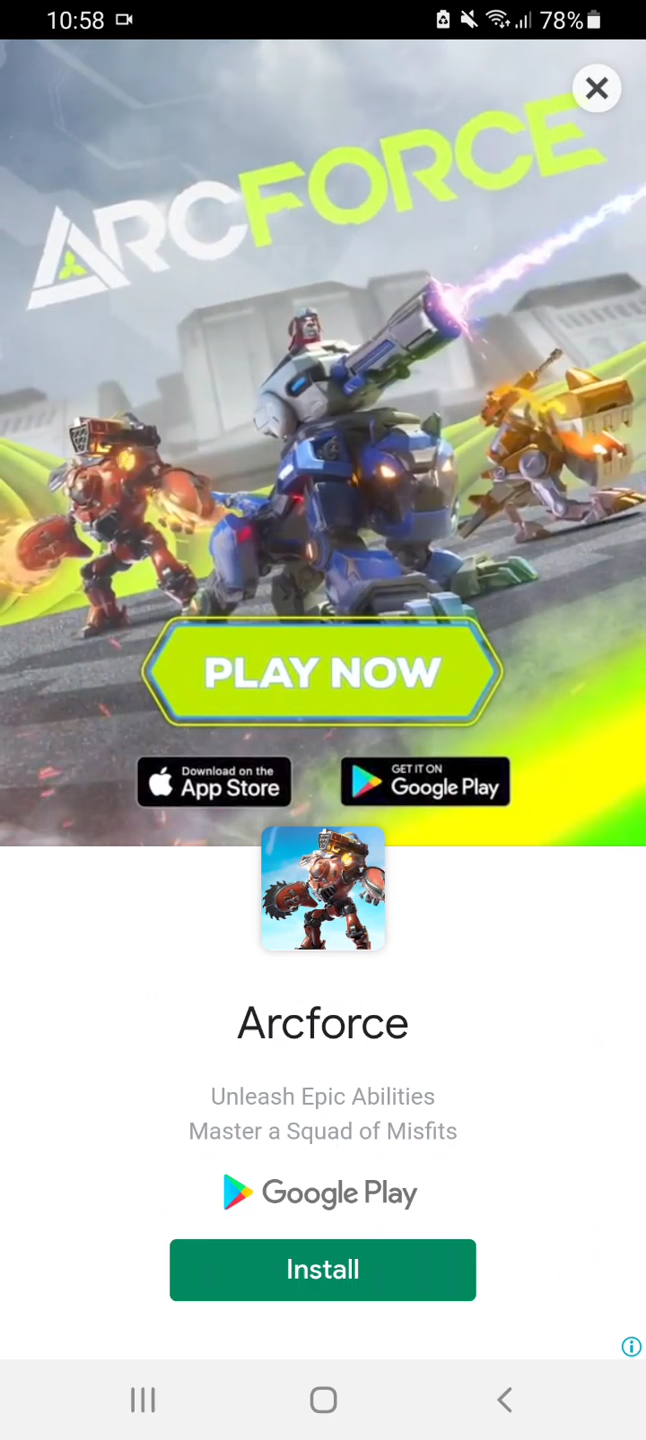 10:58
78%
ARCFORCE
PLAY NOW
Download on the
App Store
GET IT ON
Google Play
Arcforce
Unleash Epic Abilities
Master a Squad of Misfits
Google Play
Install